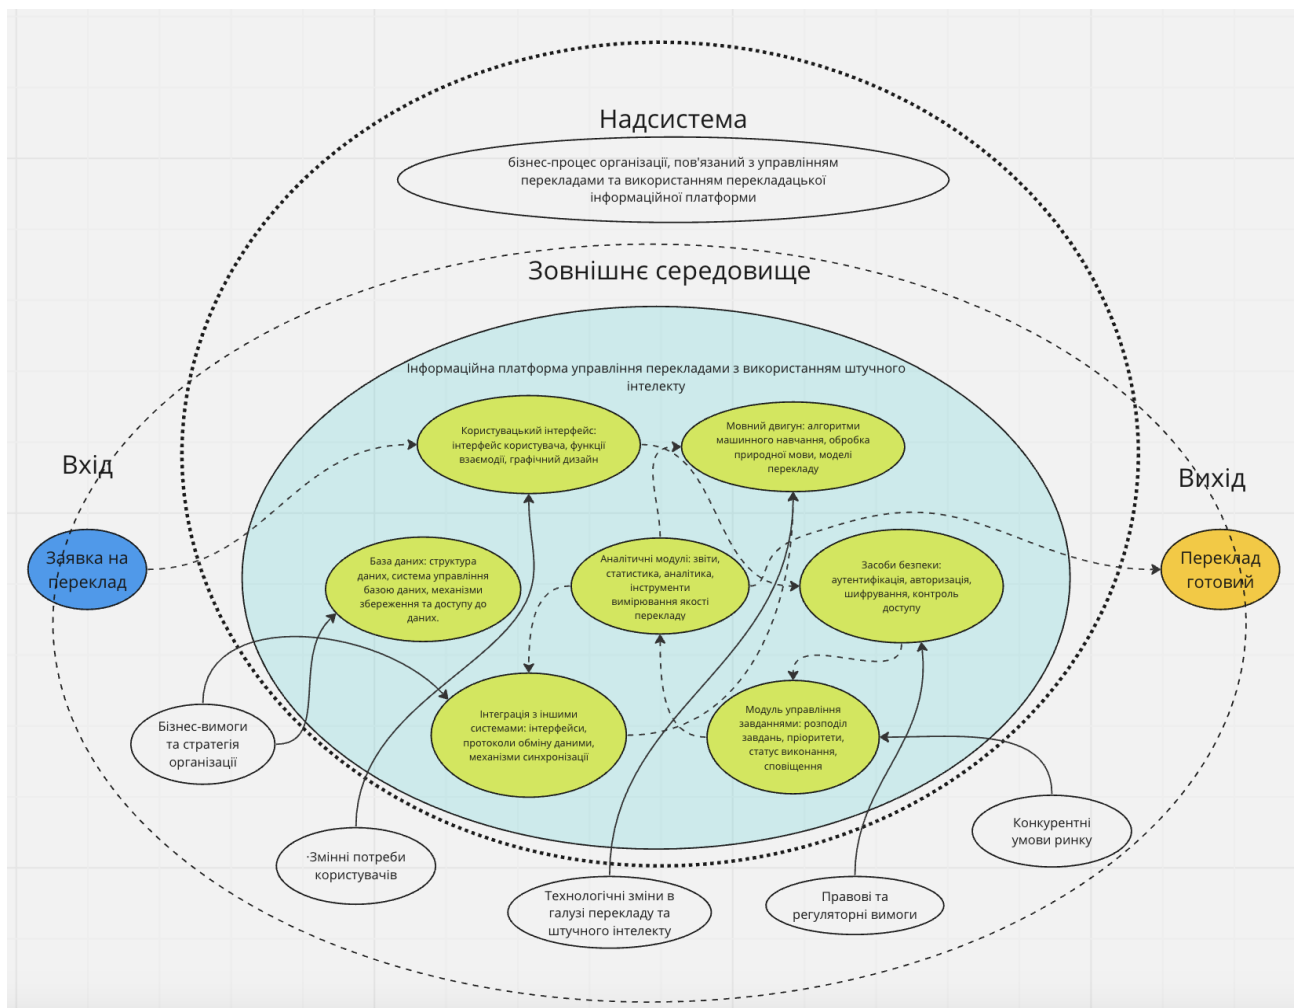 Надсистема
бізнес-процес організації, пов'язаний з управлінням
перекладами та використанням перекладацької
інформаційної платформи
Зовнішнє середовище
Інформаційна платформа управління перекладами з використанням штучного
інтелекту
Користувацький інтерфейс:
інтерфейс користувача, функції
взаємодії, графічний дизайн
Мовний двигун: алгоритми
машинного навчання, обробка
природної мови, моделі
перекладу
Вхід
Вихід
Заявка на
переклад
База даних: структура
даних, система управління
базою даних, механізми
збереження та доступу до
даних.
Аналітичні модулі: звіти,
статистика, аналітика,
інструменти
вимірювання якості
перекладу
Засоби безпеки:
аутентифікація, авторизація,
шифрування, контроль
доступу
Переклад
готовий
Бізнес-вимоги
та стратегія
організації
Інтеграція з іншими
системами: інтерфейси,
протоколи обміну даними,
механізми синхронізації
Модуль управління
завданнями: розподіл
завдань, пріоритети,
статус виконання,
сповіщення
·Змінні потреби
користувачів
Технологічні зміни в
галузі перекладу та
штучного інтелекту
Правові та
регуляторні вимоги
Конкурентні
умови ринку